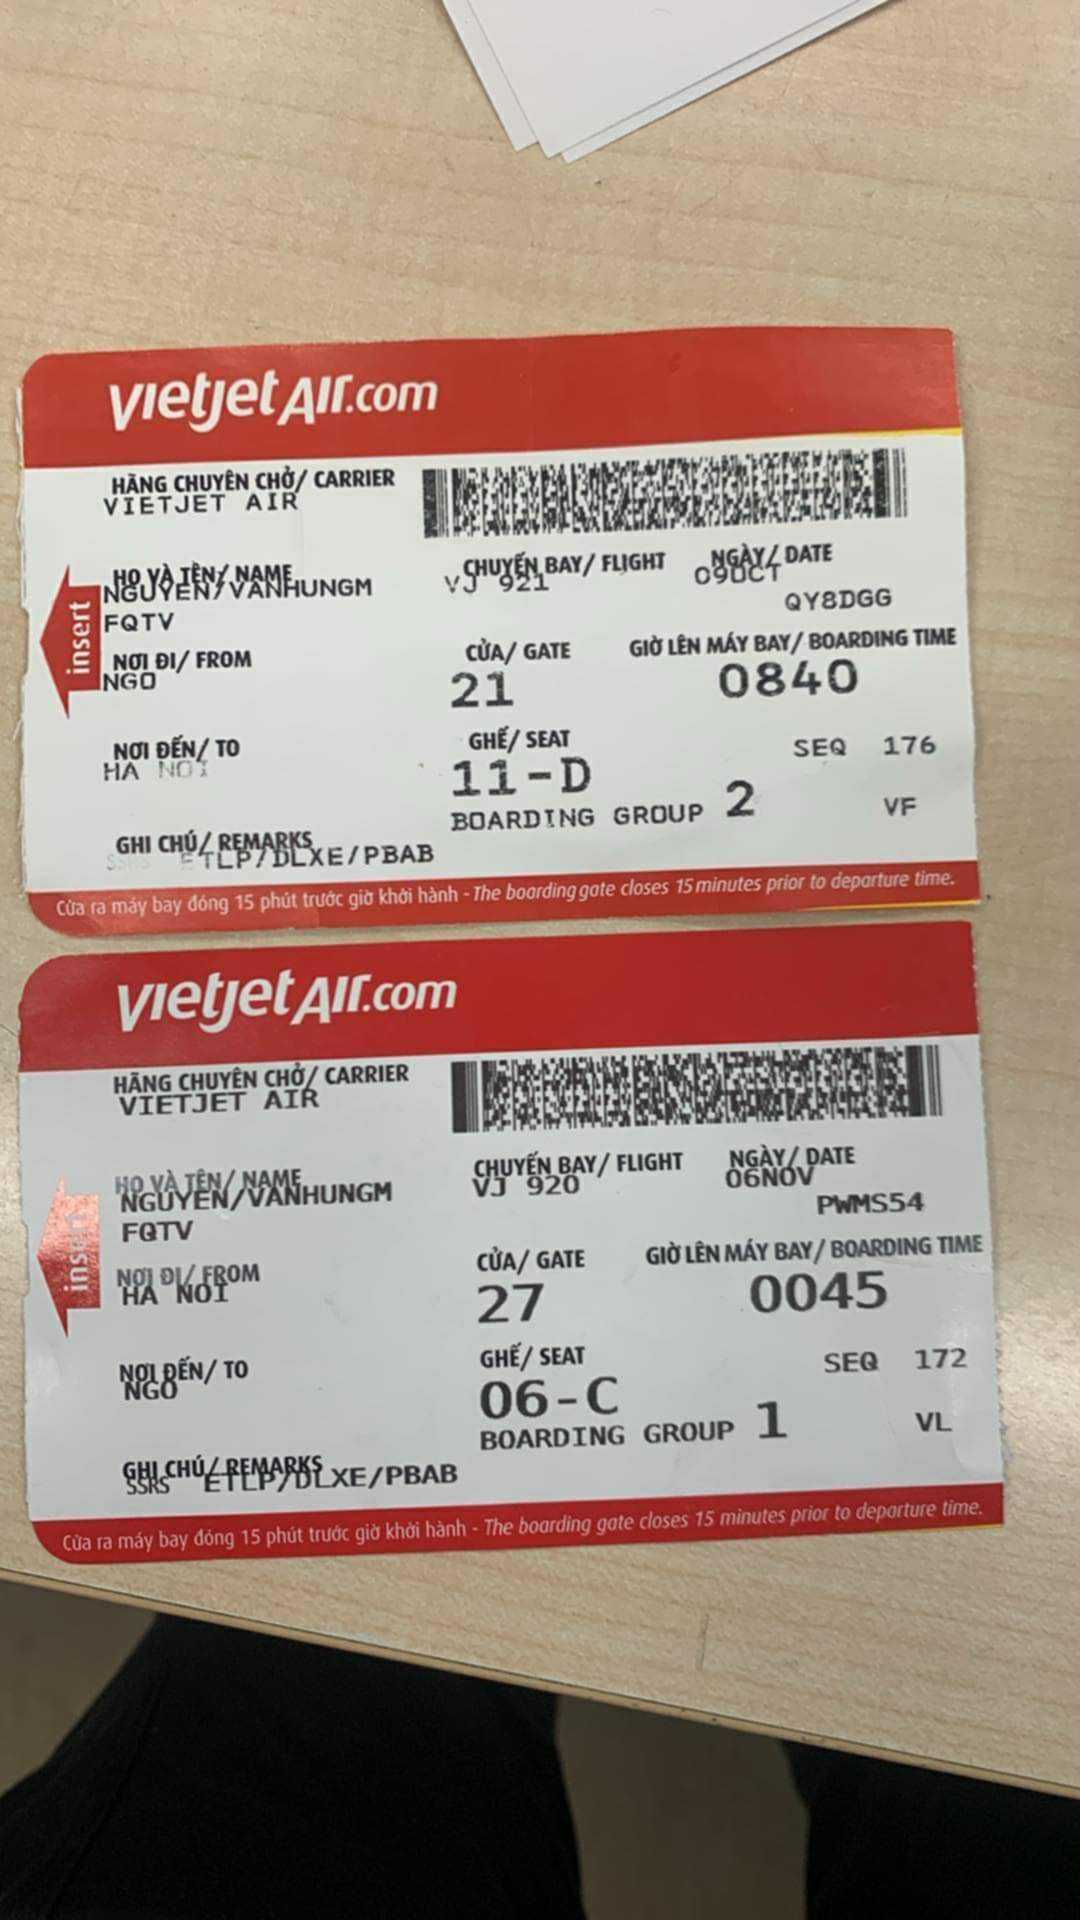 vietjet Air.com
HÃNG CHUYÊN CHỞ/ CARRIER
VIETJET AIR
HỌ VÀ TÊN/ NAME
NGUYEN/VANHUNGM
CHUYẾN BAY/ FLIGHT
VJ 921
NGÀY/ DATE
09OCT
QY8DGG
FQTV
insert
NƠI ĐI/ FROM
NGO
CỬA/ GATE
21
GIỜ LÊN MÁY BAY/ BOARDING TIME
0840
NƠI ĐẾN/ TO
HA NOI
GHẾ/ SEAT
11-D
SEQ 176
BOARDING GROUP 2
VF
GHI CHÚ/ REMARKS
SSRS ETLP/DLXE/PBAB
Cửa ra máy bay đóng 15 phút trước giờ khởi hành - The boarding gate closes 15 minutes prior to departure time.
vietjet Air.com
HÃNG CHUYÊN CHỞ/ CARRIER
VIETJET AIR
HỌ VÀ TÊN/ NAME
NGUYEN/VANHUNGM
CHUYẾN BAY/ FLIGHT
VJ 920
NGÀY/ DATE
06NOV
PWMS54
FQTV
insert
NƠI ĐI/ FROM
HA NOI
CỬA/ GATE
27
GIỜ LÊN MÁY BAY/ BOARDING TIME
0045
NƠI ĐẾN/ TO
NGO
GHẾ/ SEAT
06-C
SEQ 172
BOARDING GROUP 1
VL
GHI CHÚ/ REMARKS
SSRS ETLP/DLXE/PBAB
Cửa ra máy bay đóng 15 phút trước giờ khởi hành - The boarding gate closes 15 minutes prior to departure time.